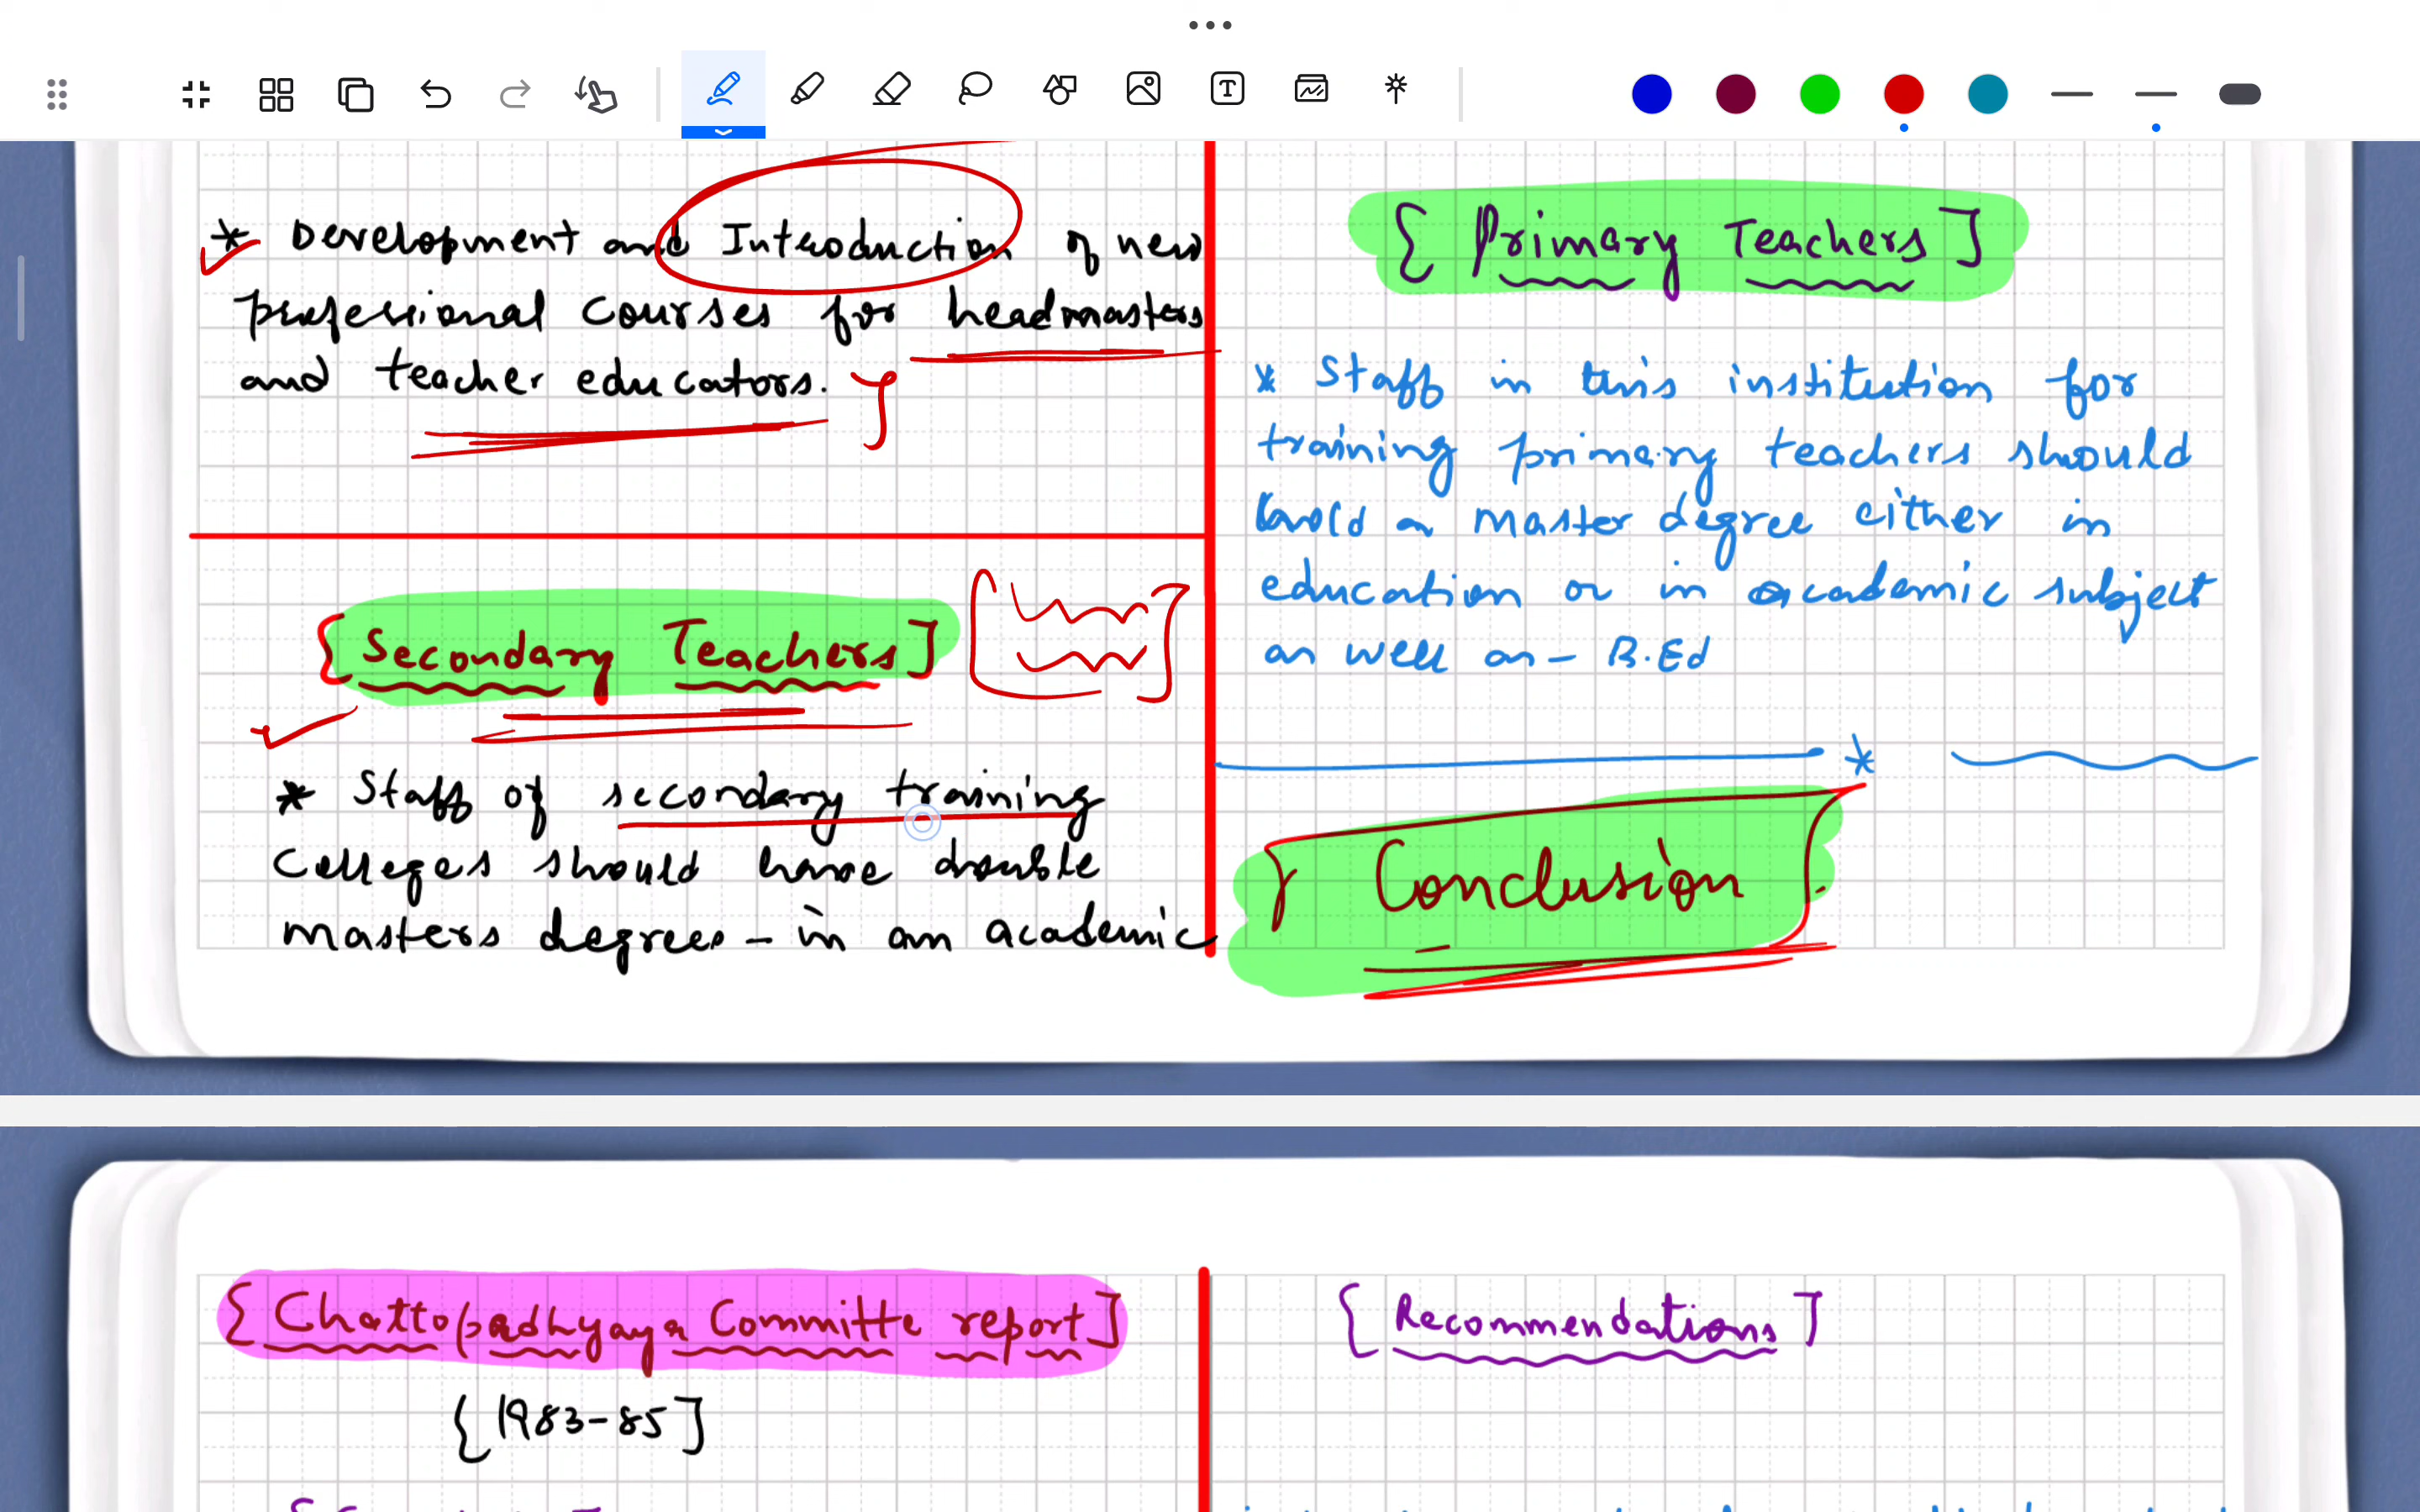 * Development and Introduction of new
professional courses for headmasters
and teacher educators.
{ Secondary Teachers ]
* Staff of secondary training
Colleges should have double
masters degrees - in an academic
{ Primary Teachers ]
* Staff in this institution for
training primary teachers should
hold a master degree either in
education or in academic subject
as well as - B.Ed
*
Conclusion
{ Chattopadhyaya Committe report ]
{ 1983-85 ]
{ Recommendations ]